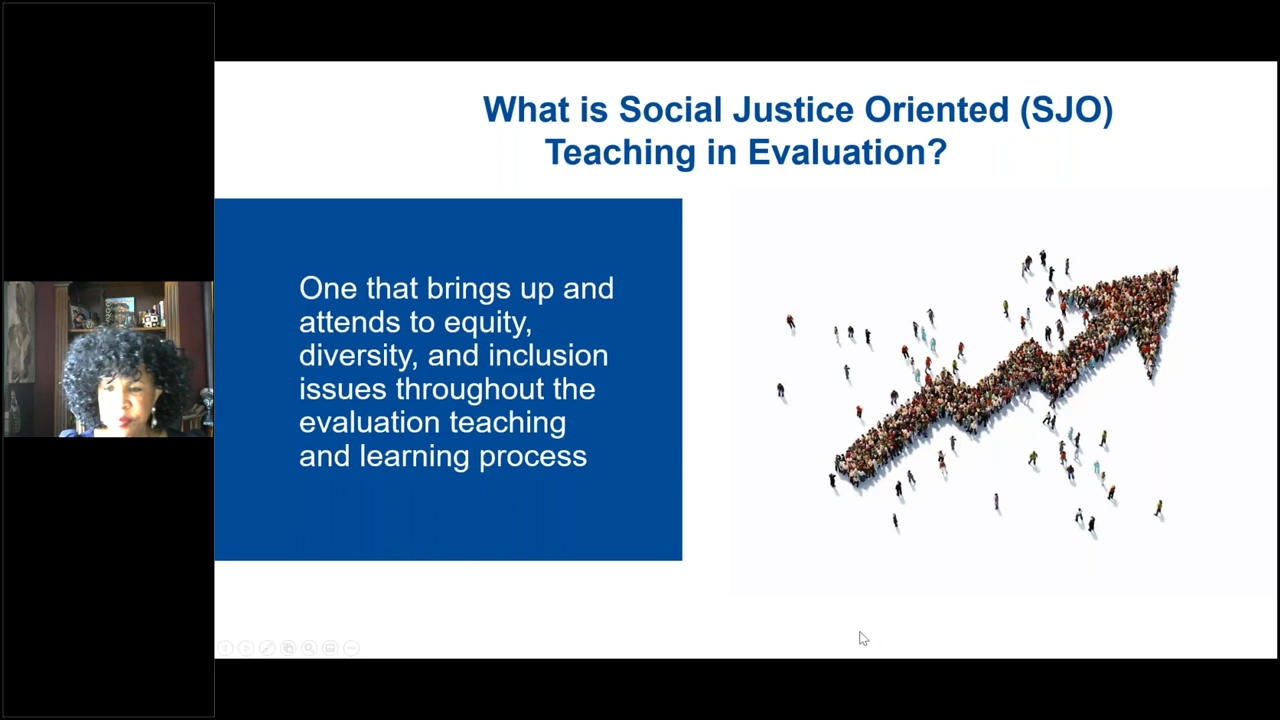 What is Social Justice Oriented (SJO)
Teaching in Evaluation?
One that brings up and
attends to equity,
diversity, and inclusion
issues throughout the
evaluation teaching
and learning process